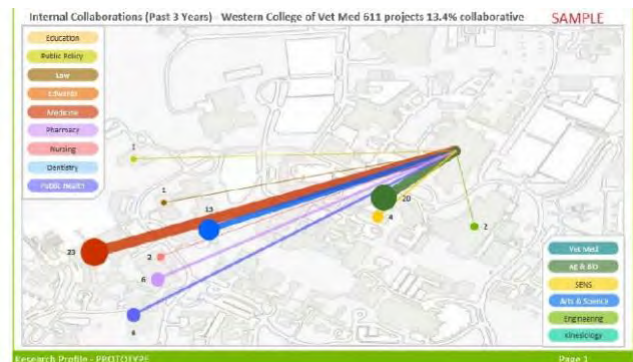 Internal Collaborations (Past 3 Years) - Western College of Vet Med 611 projects 13.4% collaborative
SAMPLE
Education
Public Policy
Law
Edwards
Medicine
Pharmacy
Nursing
Dentistry
Public Health
1
1
13
23
2
6
4
20
4
2
Vet Med
Ag & Bio
SENS
Arts & Science
Engineering
Kinesiology
Research Profile - PROTOTYPE
Page 1